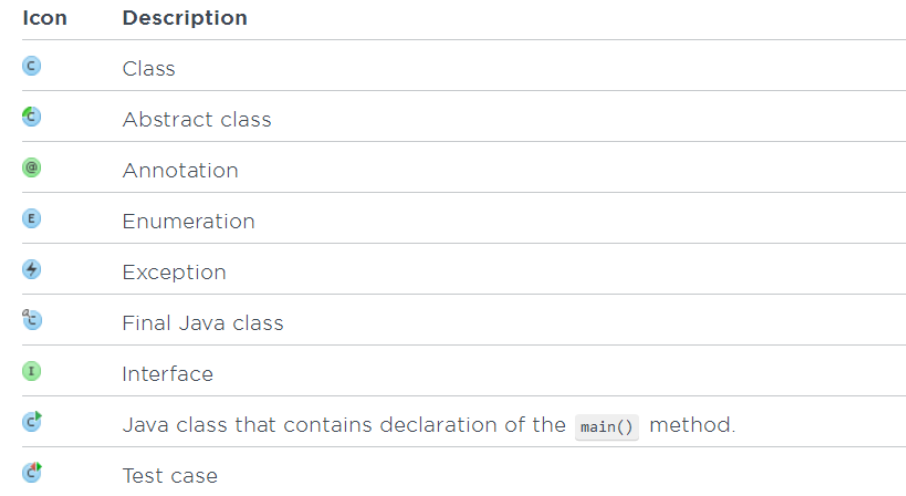 Icon Description
C Class
C Abstract class
@ Annotation
E Enumeration
Exception
C Final Java class
I Interface
C Java class that contains declaration of the main() method.
C Test case